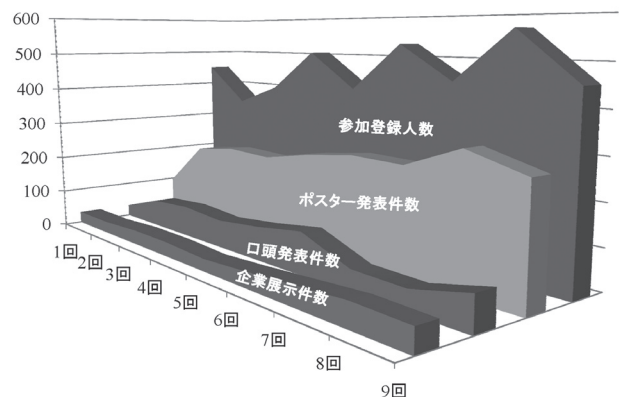 600
500
400
300
200
100
0
参加登録人数
ポスター発表件数
口頭発表件数
企業展示件数
1回
2回
3回
4回
5回
6回
7回
8回
9回